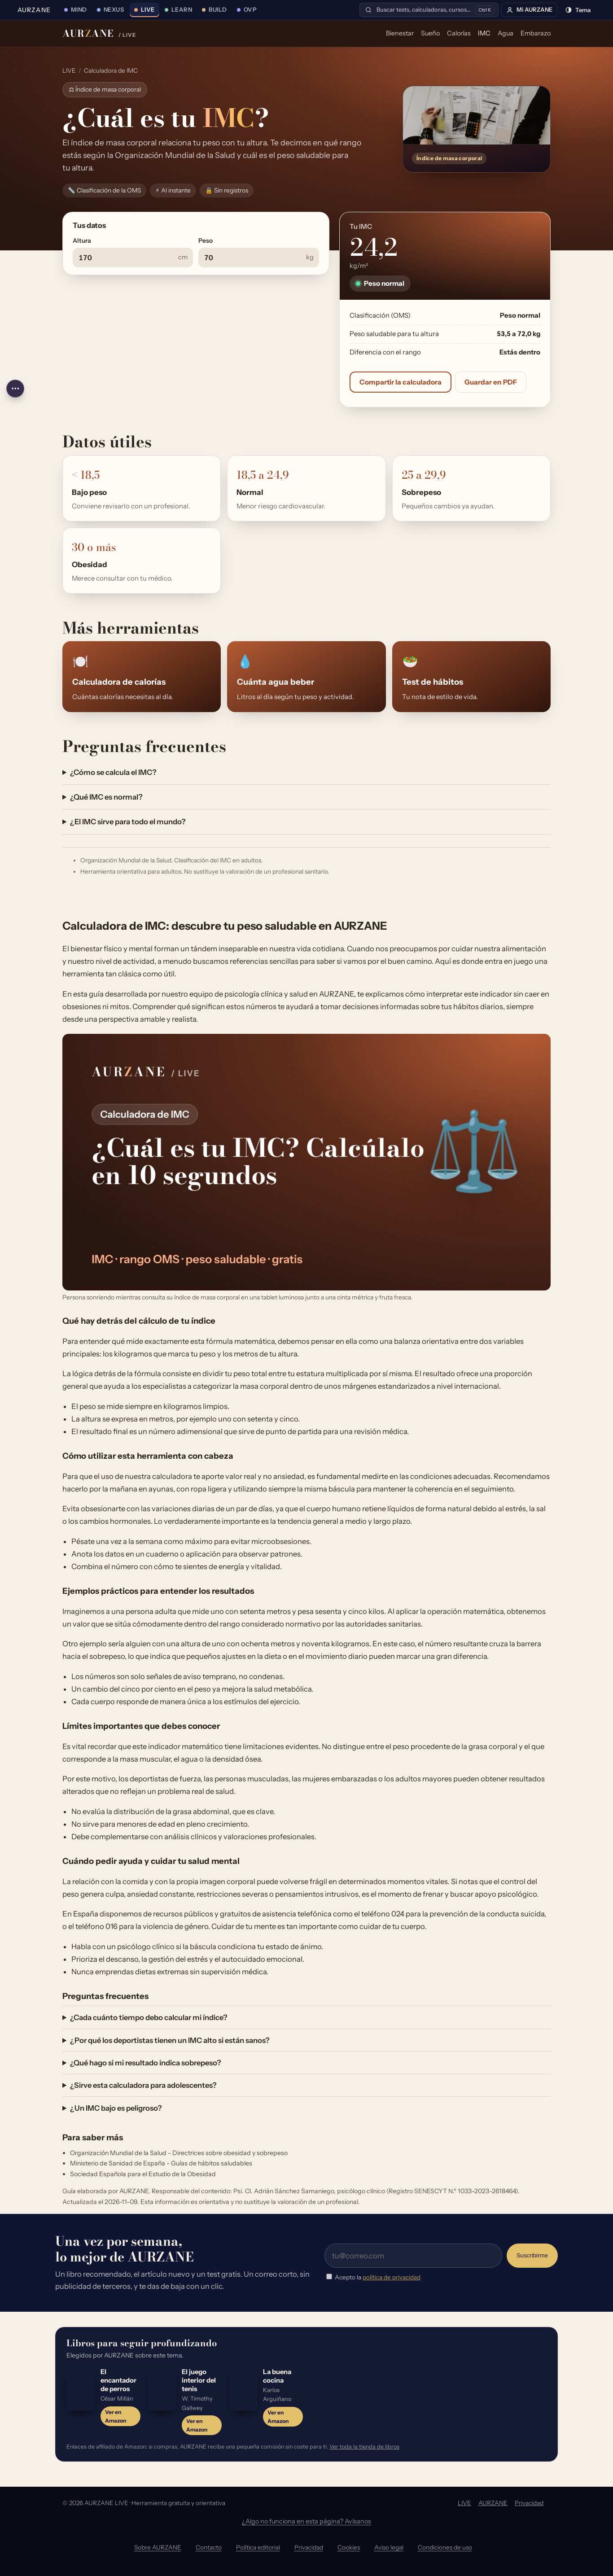 AURZANE MIND NEXUS LIVE LEARN BUILD OVP Buscar tests, calculadoras, cursos... Ctrl K Mi AURZANE Tema
AURZANE / LIVE Bienestar Sueño Calorías IMC Agua Embarazo
LIVE / Calculadora de IMC
Índice de masa corporal
¿Cuál es tu IMC?
El índice de masa corporal relaciona tu peso con tu altura. Te decimos en qué rango
estás según la Organización Mundial de la Salud y cuál es el peso saludable para
tu altura.
Clasificación de la OMS Al instante Sin registros
Índice de masa corporal
Tus datos
Altura Peso
170 cm 70 kg
Tu IMC
24,2
kg/m²
Peso normal
Clasificación (OMS) Peso normal
Peso saludable para tu altura 53,5 a 72,0 kg
Diferencia con el rango Estás dentro
Compartir la calculadora Guardar en PDF
Datos útiles
< 18,5
Bajo peso
Conviene revisarlo con un profesional.
18,5 a 24,9
Normal
Menor riesgo cardiovascular.
25 a 29,9
Sobrepeso
Pequeños cambios ya ayudan.
30 o más
Obesidad
Merece consultar con tu médico.
Más herramientas
Calculadora de calorías
Cuántas calorías necesitas al día.
Cuánta agua beber
Litros al día según tu peso y actividad.
Test de hábitos
Tu nota de estilo de vida.
Preguntas frecuentes
¿Cómo se calcula el IMC?
¿Qué IMC es normal?
¿El IMC sirve para todo el mundo?
Organización Mundial de la Salud. Clasificación del IMC en adultos.
Herramienta orientativa para adultos. No sustituye la valoración de un profesional sanitario.
Calculadora de IMC: descubre tu peso saludable en AURZANE
El bienestar físico y mental forman un tándem inseparable en nuestra vida cotidiana. Cuando nos preocupamos por cuidar nuestra alimentación
y nuestro nivel de actividad, a menudo buscamos referencias sencillas para saber si vamos por el buen camino. Aquí es donde entra en juego una
herramienta tan clásica como útil.
En esta guía desarrollada por nuestro equipo de psicología clínica y salud en AURZANE, te explicamos cómo interpretar este indicador sin caer en
obsesiones ni mitos. Comprender qué significan estos números te ayudará a tomar decisiones informadas sobre tus hábitos diarios, siempre
desde una perspectiva amable y realista.
AURZANE / LIVE
Calculadora de IMC
¿Cuál es tu IMC? Calcúlalo
en 10 segundos
IMC · rango OMS · peso saludable · gratis
Persona sonriendo mientras consulta su índice de masa corporal en una tablet luminosa junto a una cinta métrica y fruta fresca.
Qué hay detrás del cálculo de tu índice
Para entender qué mide exactamente esta fórmula matemática, debemos pensar en ella como una balanza orientativa entre dos variables
principales: los kilogramos que marca tu peso y los metros de tu altura.
La lógica detrás de la fórmula consiste en dividir tu peso total entre tu estatura multiplicada por sí misma. El resultado ofrece una proporción
general que ayuda a los especialistas a categorizar la masa corporal dentro de unos márgenes estandarizados a nivel internacional.
El peso se mide siempre en kilogramos limpios.
La altura se expresa en metros, por ejemplo uno con setenta y cinco.
El resultado final es un número adimensional que sirve de punto de partida para una revisión médica.
Cómo utilizar esta herramienta con cabeza
Para que el uso de nuestra calculadora te aporte valor real y no ansiedad, es fundamental medirte en las condiciones adecuadas. Recomendamos
hacerlo por la mañana en ayunas, con ropa ligera y utilizando siempre la misma báscula para mantener la coherencia en el seguimiento.
Evita obsesionarte con las variaciones diarias de un par de días, ya que el cuerpo humano retiene líquidos de forma natural debido al estrés, la sal
o los cambios hormonales. Lo verdaderamente importante es la tendencia general a medio y largo plazo.
Pésate una vez a la semana como máximo para evitar microobsesiones.
Anota los datos en un cuaderno o aplicación para observar patrones.
Combina el número con cómo te sientes de energía y vitalidad.
Ejemplos prácticos para entender los resultados
Imaginemos a una persona adulta que mide uno con setenta metros y pesa sesenta y cinco kilos. Al aplicar la operación matemática, obtenemos
un valor que se sitúa cómodamente dentro del rango considerado normativo por las autoridades sanitarias.
Otro ejemplo sería alguien con una altura de uno con ochenta metros y noventa kilogramos. En este caso, el número resultante cruza la barrera
hacia el sobrepeso, lo que indica que pequeños ajustes en la dieta o en el movimiento diario pueden marcar una gran diferencia.
Los números son solo señales de aviso temprano, no condenas.
Un cambio del cinco por ciento en el peso ya mejora la salud metabólica.
Cada cuerpo responde de manera única a los estímulos del ejercicio.
Límites importantes que debes conocer
Es vital recordar que este indicador matemático tiene limitaciones evidentes. No distingue entre el peso procedente de la grasa corporal y el que
corresponde a la masa muscular, el agua o la densidad ósea.
Por este motivo, los deportistas de fuerza, las personas musculadas, las mujeres embarazadas o los adultos mayores pueden obtener resultados
alterados que no reflejan un problema real de salud.
No evalúa la distribución de la grasa abdominal, que es clave.
No sirve para menores de edad en pleno crecimiento.
Debe complementarse con análisis clínicos y valoraciones profesionales.
Cuándo pedir ayuda y cuidar tu salud mental
La relación con la comida y con la propia imagen corporal puede volverse frágil en determinados momentos vitales. Si notas que el control del
peso genera culpa, ansiedad constante, restricciones severas o pensamientos intrusivos, es el momento de frenar y buscar apoyo psicológico.
En España disponemos de recursos públicos y gratuitos de asistencia telefónica como el teléfono 024 para la prevención de la conducta suicida,
o el teléfono 016 para la violencia de género. Cuidar de tu mente es tan importante como cuidar de tu cuerpo.
Habla con un psicólogo clínico si la báscula condiciona tu estado de ánimo.
Prioriza el descanso, la gestión del estrés y el autocuidado emocional.
Nunca emprendas dietas extremas sin supervisión médica.
Preguntas frecuentes
¿Cada cuánto tiempo debo calcular mi índice?
¿Por qué los deportistas tienen un IMC alto si están sanos?
¿Qué hago si mi resultado indica sobrepeso?
¿Sirve esta calculadora para adolescentes?
¿Un IMC bajo es peligroso?
Para saber más
Organización Mundial de la Salud – Directrices sobre obesidad y sobrepeso
Ministerio de Sanidad de España – Guías de hábitos saludables
Sociedad Española para el Estudio de la Obesidad
Guía elaborada por AURZANE. Responsable del contenido: Psi. Cl. Adrián Sánchez Samaniego, psicólogo clínico (Registro SENESCYT N.º 1033-2023-2618464).
Actualizada el 2026-11-09. Esta información es orientativa y no sustituye la valoración de un profesional.
Una vez por semana,
lo mejor de AURZANE
Un libro recomendado, el artículo nuevo y un test gratis. Un correo corto, sin
publicidad de terceros, y te das de baja con un clic.
tu@correo.com Suscribirme
Acepto la política de privacidad
Libros para seguir profundizando
Elegidos por AURZANE sobre este tema.
El
encantador
de perros
César Millán
Ver en
Amazon
El juego
interior del
tenis
W. Timothy
Gallwey
Ver en
Amazon
La buena
cocina
Karlos
Arguiñano
Ver en
Amazon
Enlaces de afiliado de Amazon: si compras, AURZANE recibe una pequeña comisión sin coste para ti. Ver toda la tienda de libros
© 2026 AURZANE LIVE · Herramienta gratuita y orientativa LIVE AURZANE Privacidad
¿Algo no funciona en esta página? Avísanos
Sobre AURZANE Contacto Política editorial Privacidad Cookies Aviso legal Condiciones de uso